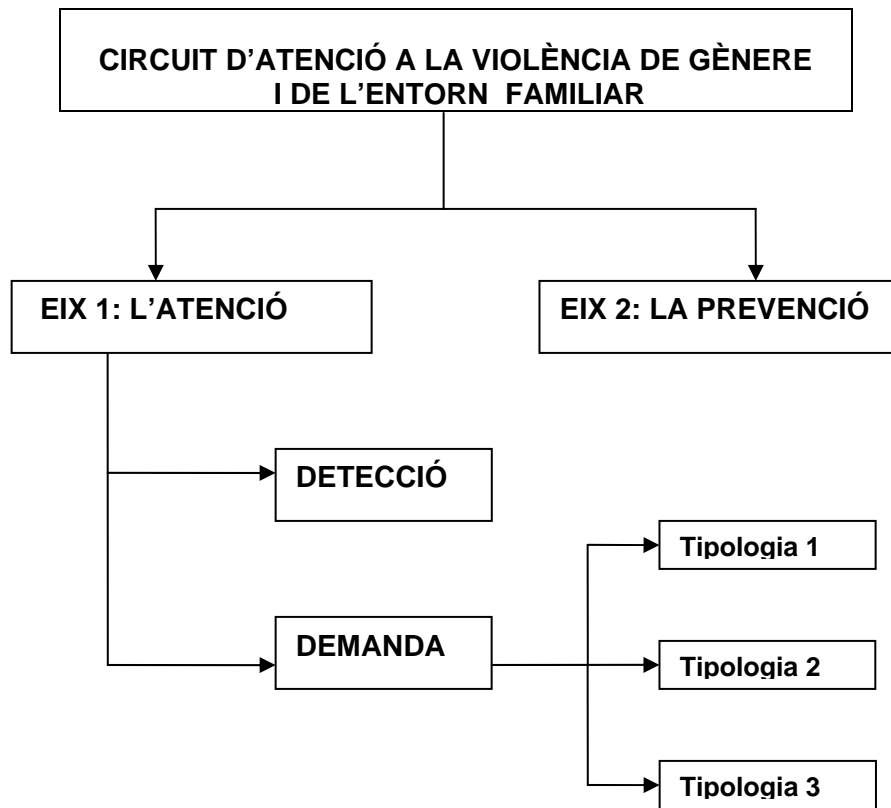 CIRCUIT D’ATENCIÓ A LA VIOLÈNCIA DE GÈNERE
I DE L’ENTORN FAMILIAR
EIX 1: L’ATENCIÓ
EIX 2: LA PREVENCIÓ
DETECCIÓ
Tipologia 1
DEMANDA
Tipologia 2
Tipologia 3